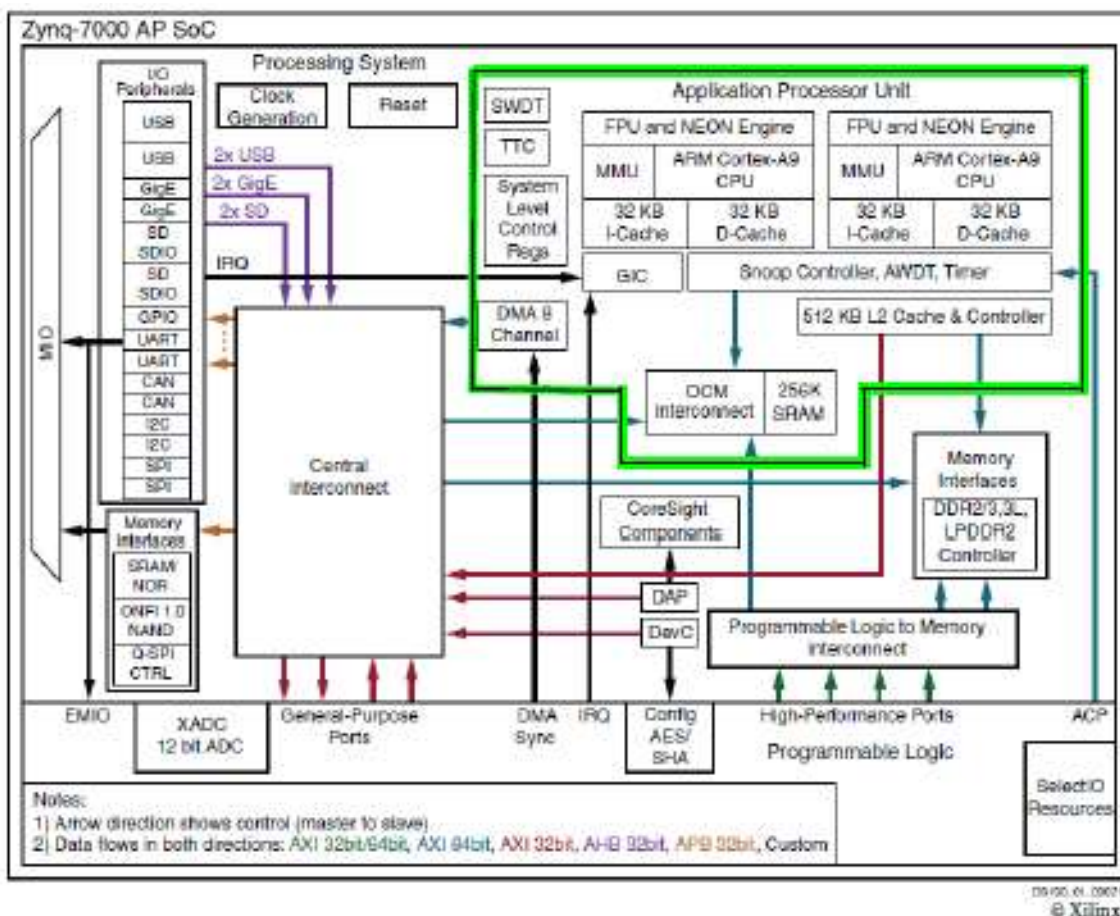 Zynq-7000 AP SoC
I/O
Peripherals
USB
USB
GigE
GigE
SD
SDIO
SD
SDIO
GPIO
UART
UART
CAN
CAN
I2C
I2C
SPI
SPI
MIO
Processing System
Clock
Generation
Reset
2x USB
2x GigE
2x SD
IRQ
Application Processor Unit
SWDT
TTC
System
Level
Control
Regs
FPU and NEON Engine
MMU
ARM Cortex-A9
CPU
32 KB
I-Cache
32 KB
D-Cache
FPU and NEON Engine
MMU
ARM Cortex-A9
CPU
32 KB
I-Cache
32 KB
D-Cache
GIC
Snoop Controller, AWDT, Timer
DMA 8
Channel
512 KB L2 Cache & Controller
OCM
Interconnect
256K
SRAM
Central
Interconnect
Memory
Interfaces
DDR2/3,3L,
LPDDR2
Controller
CoreSight
Components
DAP
DevC
Programmable Logic to Memory
Interconnect
Memory
Interfaces
SRAM/
NOR
ONFI 1.0
NAND
Q-SPI
CTRL
EMIO
XADC
12 bit ADC
General-Purpose
Ports
DMA
Sync
IRQ
Config
AES/
SHA
High-Performance Ports
ACP
Programmable Logic
SelectIO
Resources
Notes:
1) Arrow direction shows control (master to slave)
2) Data flows in both directions: AXI 32bit/64bit, AXI 64bit, AXI 32bit, AHB 32bit, APB 32bit, Custom
© Xilinx